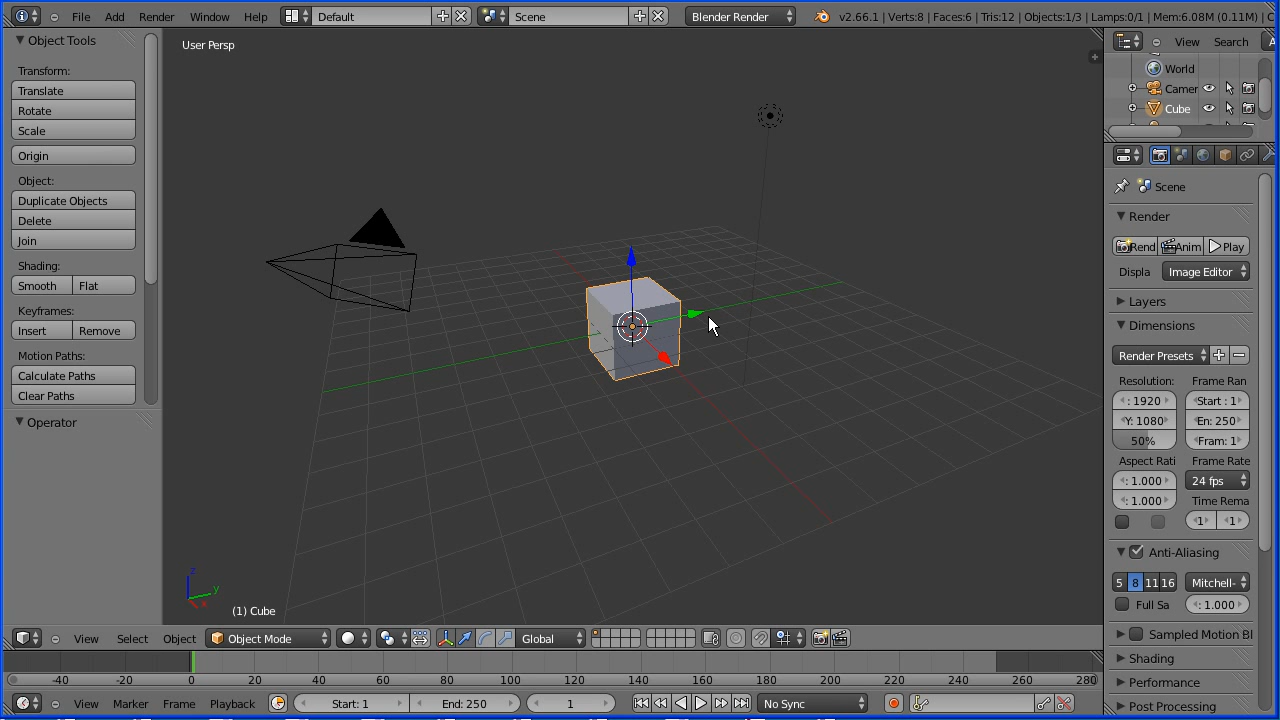 File Add Render Window Help Default Scene Blender Render v2.66.1 | Verts:8 | Faces:6 | Tris:12 | Objects:1/3 | Lamps:0/1 | Mem:6.08M (0.11M) | C
Object Tools
Transform:
Translate
Rotate
Scale
Origin
Object:
Duplicate Objects
Delete
Join
Shading:
Smooth Flat
Keyframes:
Insert Remove
Motion Paths:
Calculate Paths
Clear Paths
Operator
User Persp
z
y
x
(1) Cube
View Search A
World
Camer
Cube
Scene
Render
Rend Anim Play
Displa Image Editor
Layers
Dimensions
Render Presets
Resolution: Frame Ran
: 1920 Start : 1
Y: 1080 En: 250
50% Fram: 1
Aspect Rati Frame Rate
: 1.000 24 fps
: 1.000 Time Rema
1 1
Anti-Aliasing
5 8 11 16 Mitchell-
Full Sa : 1.000
Sampled Motion Bl
Shading
Performance
Post Processing
View Select Object Object Mode Global
-40 -20 0 20 40 60 80 100 120 140 160 180 200 220 240 260 280
View Marker Frame Playback Start: 1 End: 250 1 No Sync